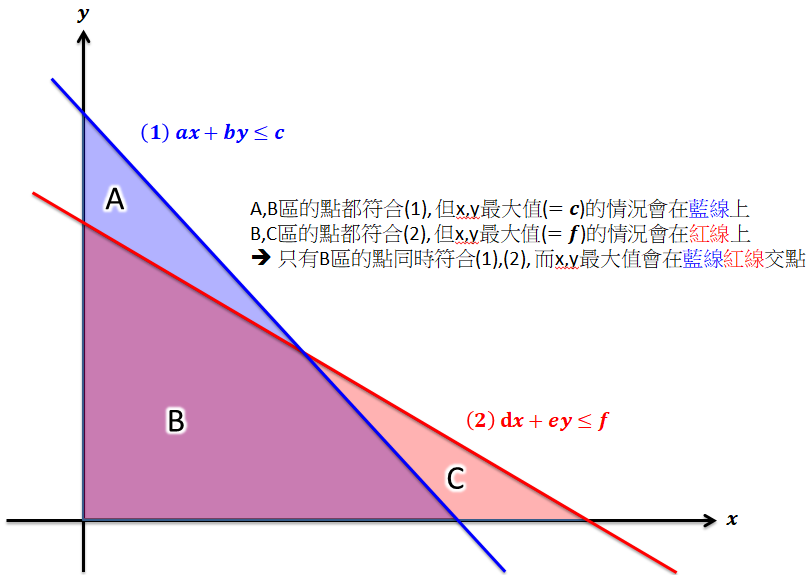 y
(1) ax + by ≤ c
A
A,B區的點都符合(1), 但x,y最大值(= c)的情況會在藍線上
B,C區的點都符合(2), 但x,y最大值(= f)的情況會在紅線上
➔ 只有B區的點同時符合(1),(2), 而x,y最大值會在藍線紅線交點
B
(2) dx + ey ≤ f
C
x